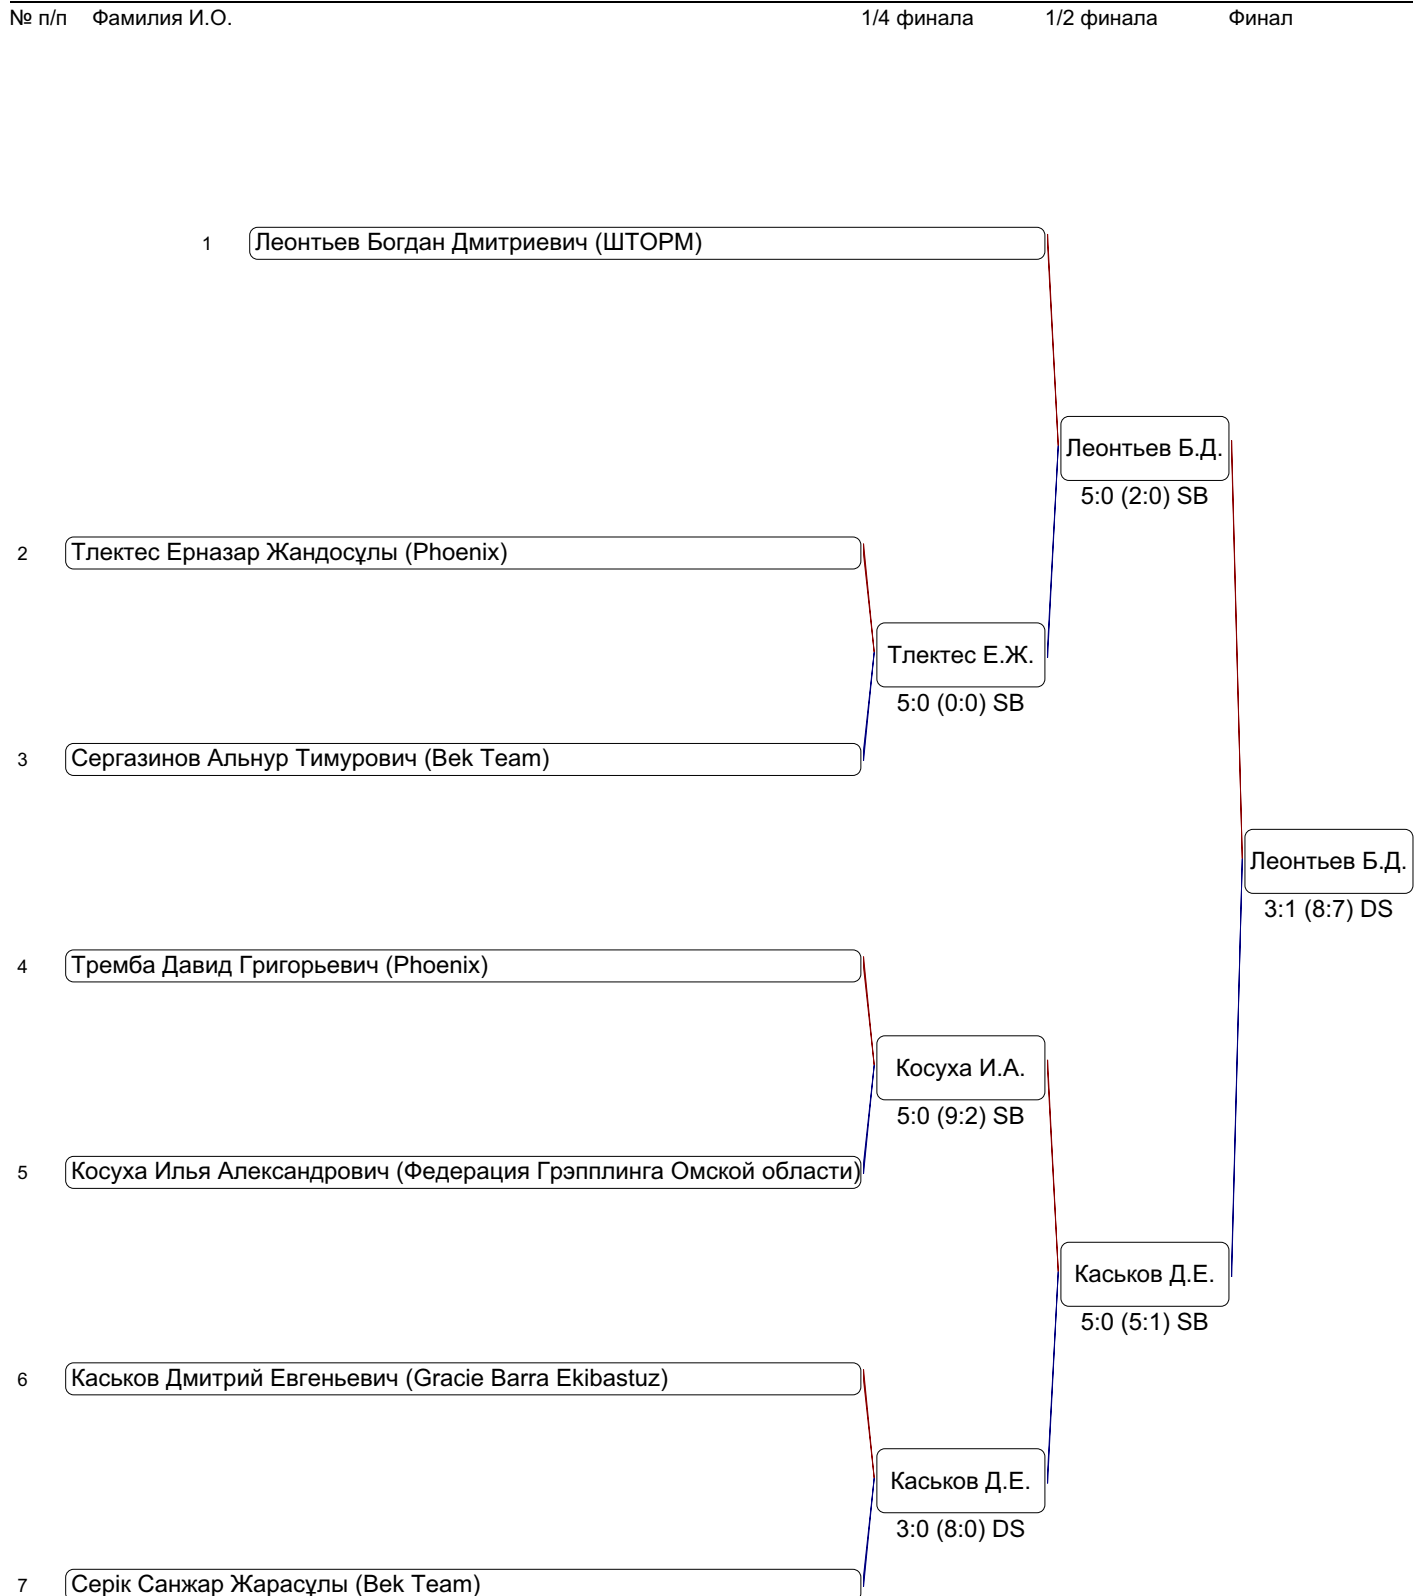 № п/п Фамилия И.О. 1/4 финала 1/2 финала Финал
1 Леонтьев Богдан Дмитриевич (ШТОРМ)
Леонтьев Б.Д.
5:0 (2:0) SB
2 Тлектес Ерназар Жандосұлы (Phoenix)
Тлектес Е.Ж.
5:0 (0:0) SB
3 Сергазинов Альнур Тимурович (Bek Team)
Леонтьев Б.Д.
3:1 (8:7) DS
4 Тремба Давид Григорьевич (Phoenix)
Косуха И.А.
5:0 (9:2) SB
5 Косуха Илья Александрович (Федерация Грэпплинга Омской области)
Каськов Д.Е.
5:0 (5:1) SB
6 Каськов Дмитрий Евгеньевич (Gracie Barra Ekibastuz)
Каськов Д.Е.
3:0 (8:0) DS
7 Серік Санжар Жарасұлы (Bek Team)